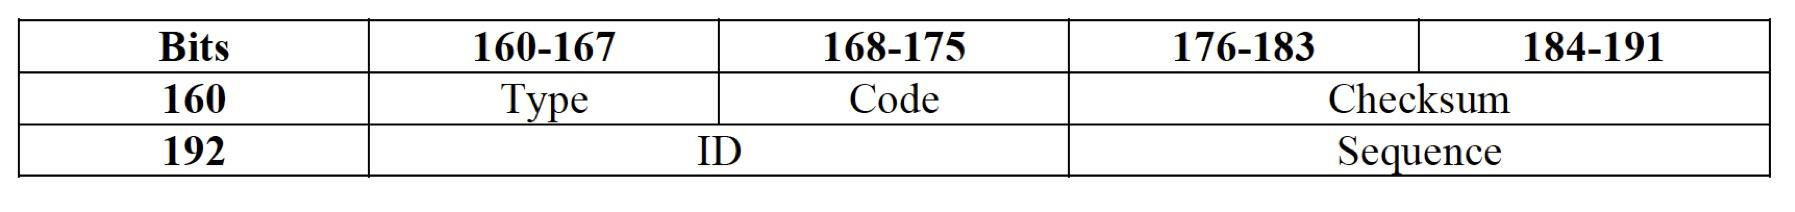 Bits 160-167 168-175 176-183 184-191
160 Type Code Checksum
192 ID Sequence